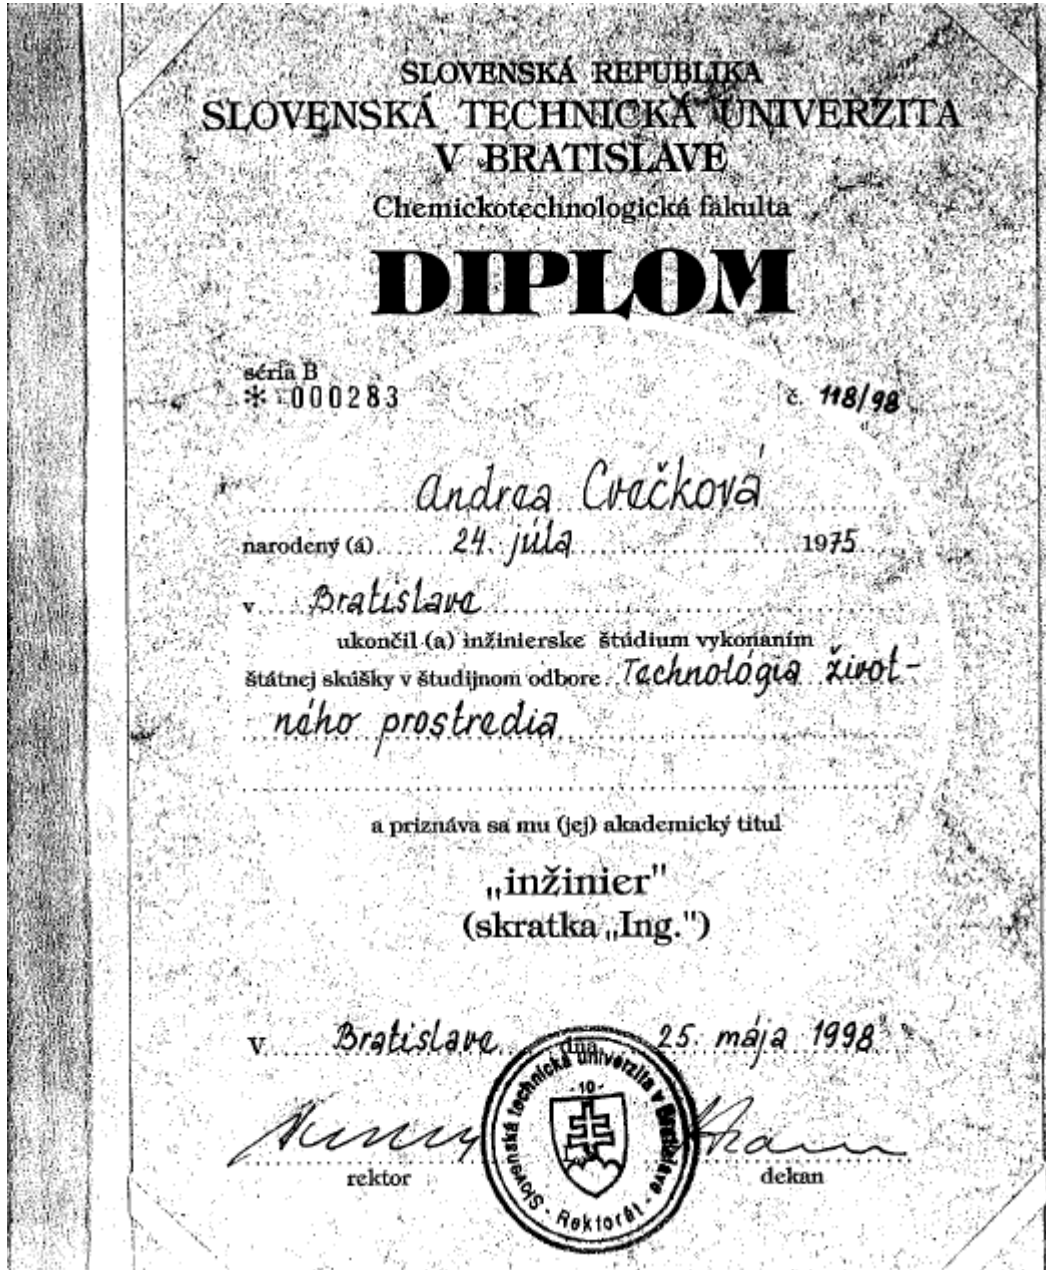 SLOVENSKÁ REPUBLIKA
SLOVENSKÁ TECHNICKÁ UNIVERZITA
V BRATISLAVE
Chemickotechnologická fakulta
DIPLOM
séria B
* 000283 č. 118/98
Andrea Cvečková
narodený (á) 24. júla 1975
v Bratislave
ukončil (a) inžinierske štúdium vykonaním
štátnej skúšky v študijnom odbore Technológia život-
ného prostredia
a priznáva sa mu (jej) akademický titul
„inžinier"
(skratka „Ing.")
V Bratislave dňa 25. mája 1998
Slovenská technická univerzita v Bratislave
- 10 -
- Rektorát -
rektor dekan